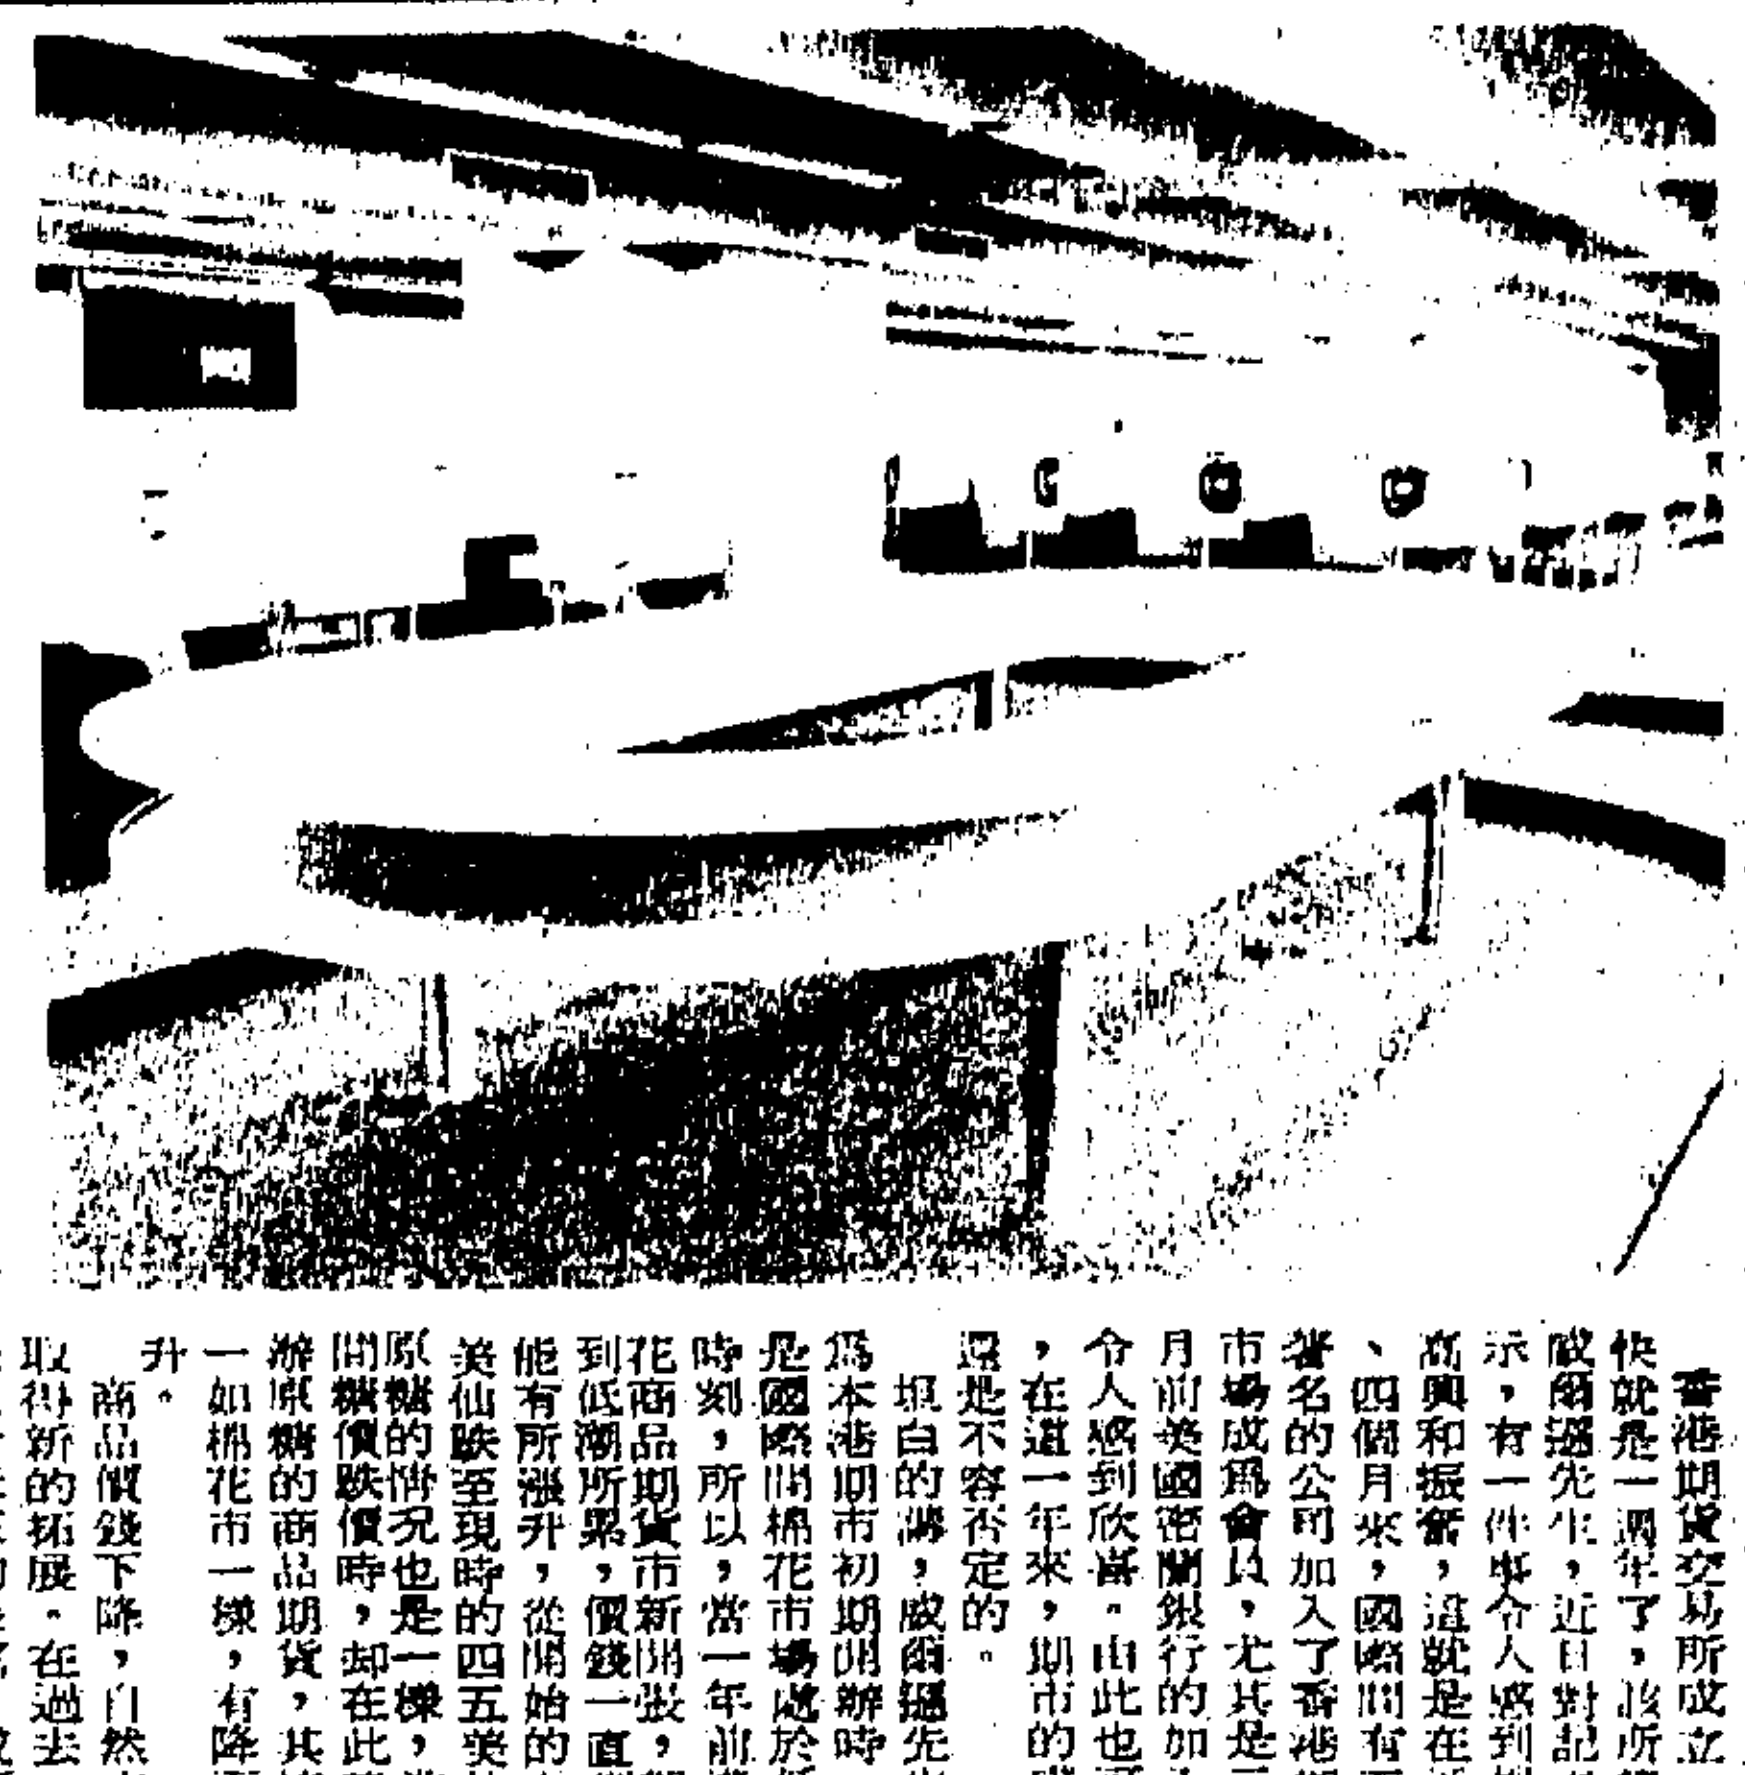 香港期貨交易所成立
快就是一週年了，該所
威爾遜先生，近日對記
示，有一件事令人感到
高興和振奮，這就是在
、四個月來，國際間有
著名的公司加入了香港
市場成爲會員，尤其是
月前美國密蘭銀行的加
令人感到欣喜。由此也
，在這一年來，期市的
還是不容否定的。
坦白的講，威爾遜先
爲本港期市初期開辦時
是國際間棉花市場處於
時刻，所以，當一年前
花商品期貨市新開張，
到低潮所累，價錢一直
能有所漲升，從開始的
美仙跌至現時的四五美
原糖的情况也是一樣，
間糖價跌價時，却在此
辦原糖的商品期貨，其
一如棉花市一樣，有降
升。
商品價錢下降，自然
取得新的拓展。在過去